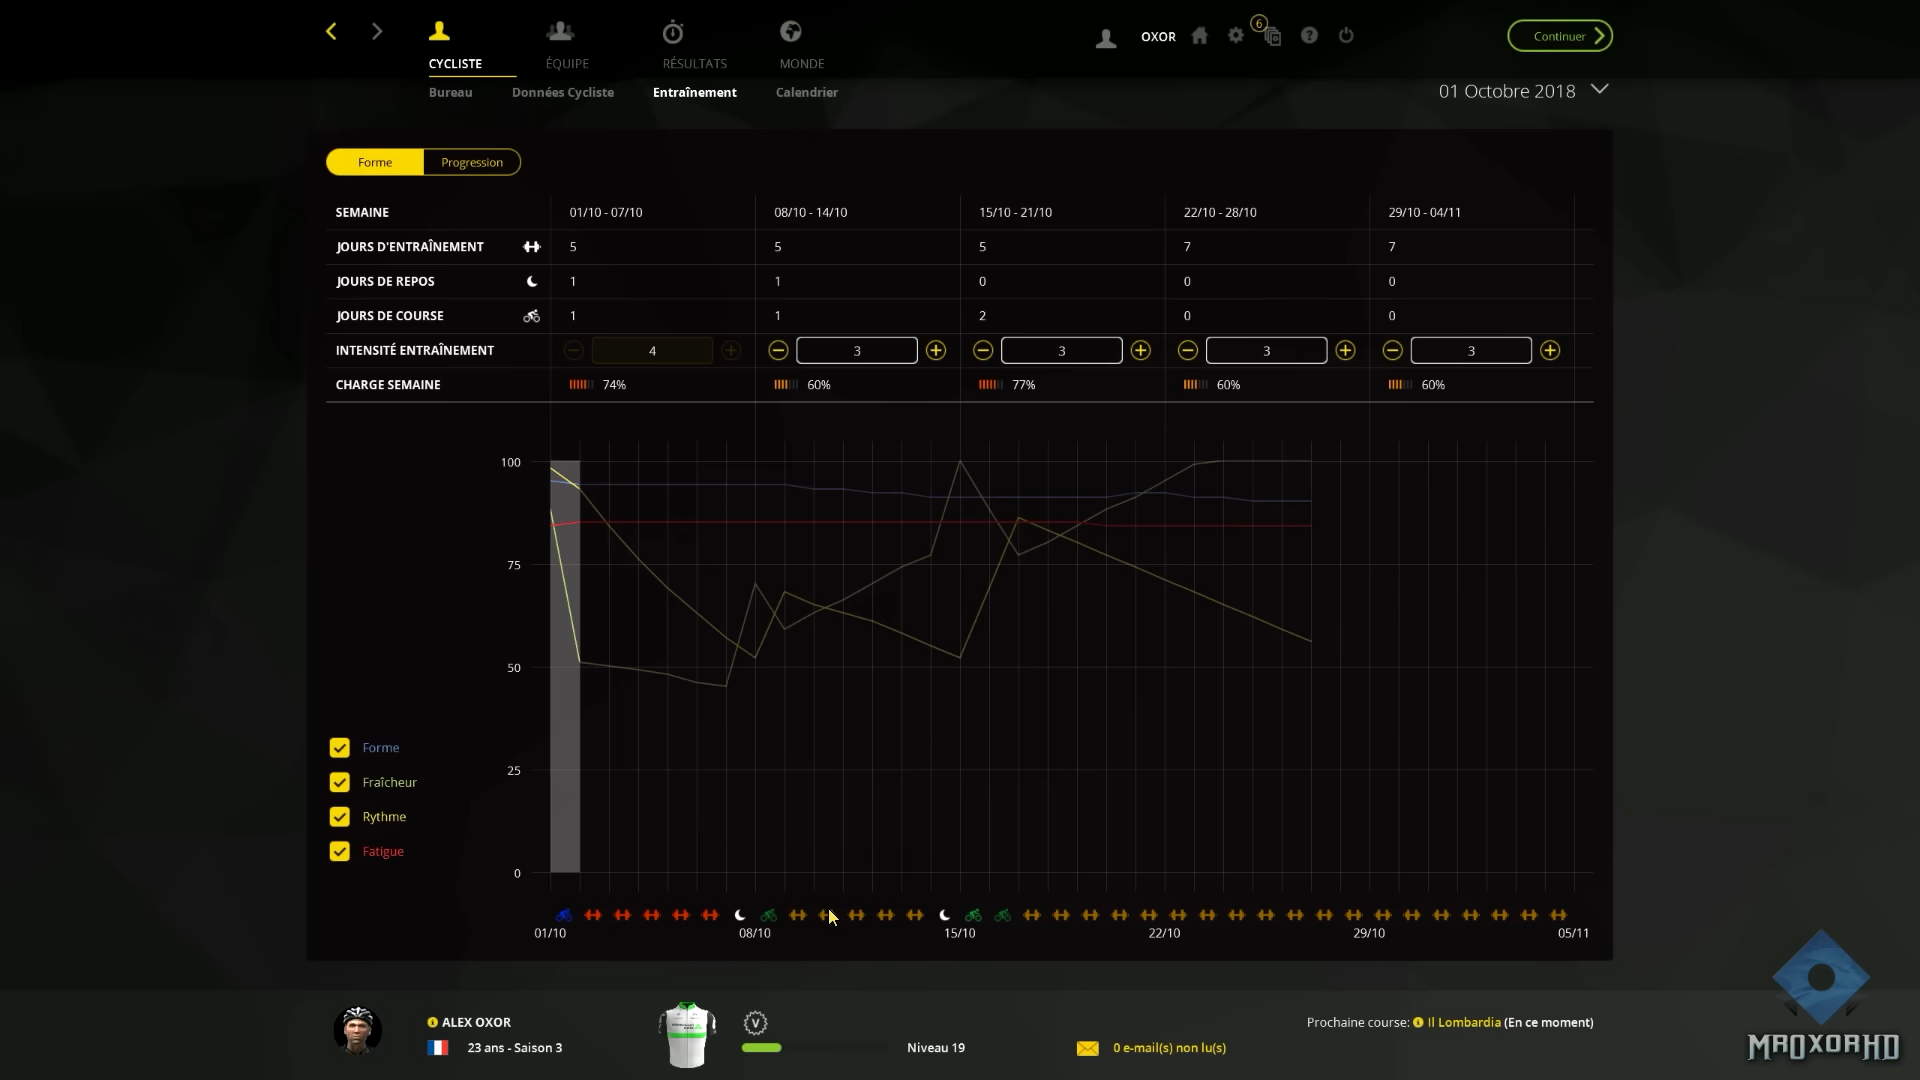 CYCLISTE ÉQUIPE RÉSULTATS MONDE
OXOR 6 ? Continuer
Bureau Données Cycliste Entraînement Calendrier
01 Octobre 2018
Forme Progression
SEMAINE 01/10 - 07/10 08/10 - 14/10 15/10 - 21/10 22/10 - 28/10 29/10 - 04/11
JOURS D'ENTRAÎNEMENT 5 5 5 7 7
JOURS DE REPOS 1 1 0 0 0
JOURS DE COURSE 1 1 2 0 0
INTENSITÉ ENTRAÎNEMENT 4 3 3 3 3
CHARGE SEMAINE 74% 60% 77% 60% 60%
100
75
50
25
0
Forme
Fraîcheur
Rythme
Fatigue
01/10 08/10 15/10 22/10 29/10 05/11
ALEX OXOR
23 ans - Saison 3
V
Niveau 19
Prochaine course: Il Lombardia (En ce moment)
0 e-mail(s) non lu(s)
MROXORHD